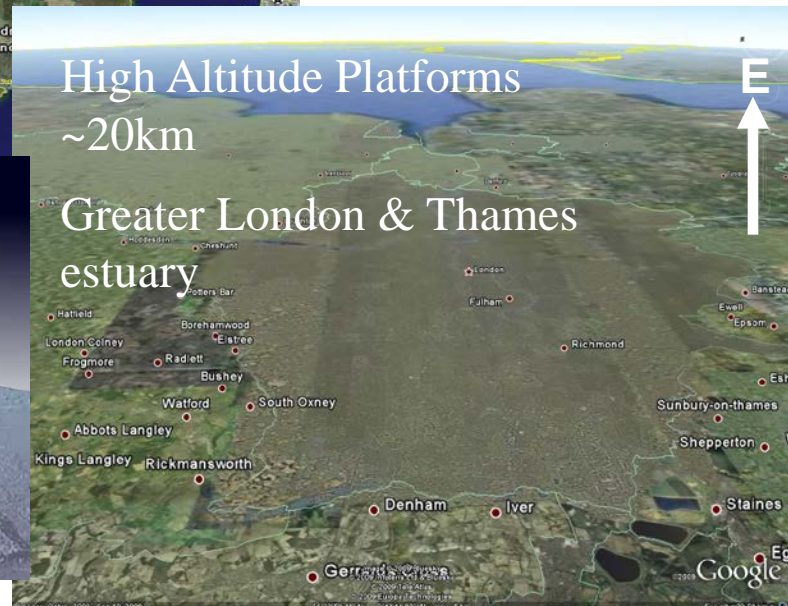 High Altitude Platforms
~20km
E
Greater London & Thames
estuary
Hoddesdon
Cheshunt
London
Potters Bar
Fulham
Banstead
Hatfield
Ewell
Borehamwood
Epsom
London Colney
Elstree
Richmond
Frogmore
Radlett
Bushey
Watford
South Oxney
Sunbury-on-thames
Abbots Langley
Shepperton
Kings Langley
Rickmansworth
Denham
Iver
Staines
©2009 Google